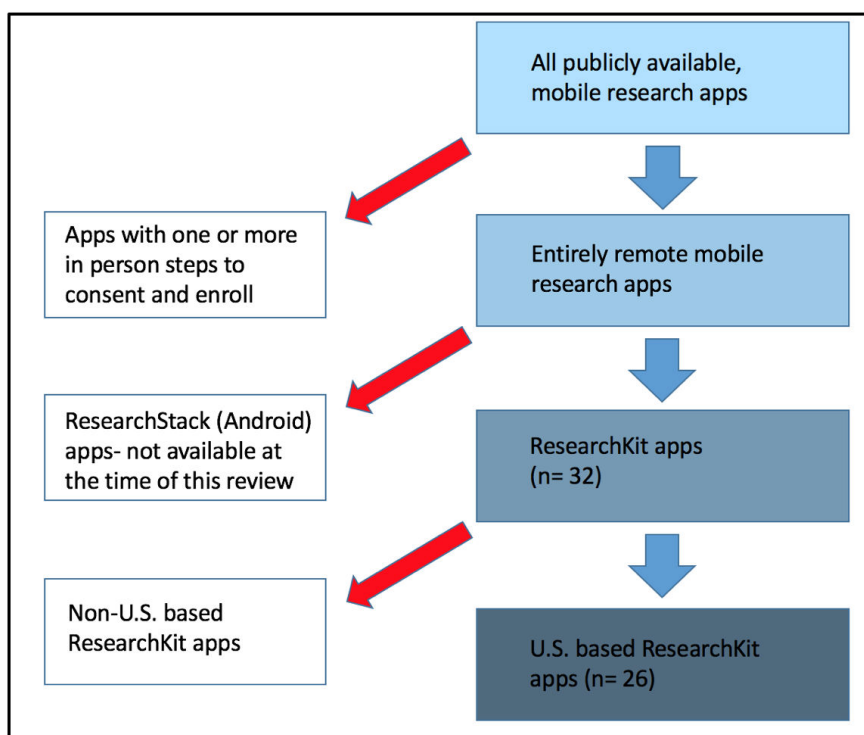 All publicly available,
mobile research apps
Apps with one or more
in person steps to
consent and enroll
Entirely remote mobile
research apps
ResearchStack (Android)
apps- not available at
the time of this review
ResearchKit apps
(n= 32)
Non-U.S. based
ResearchKit apps
U.S. based ResearchKit
apps (n= 26)